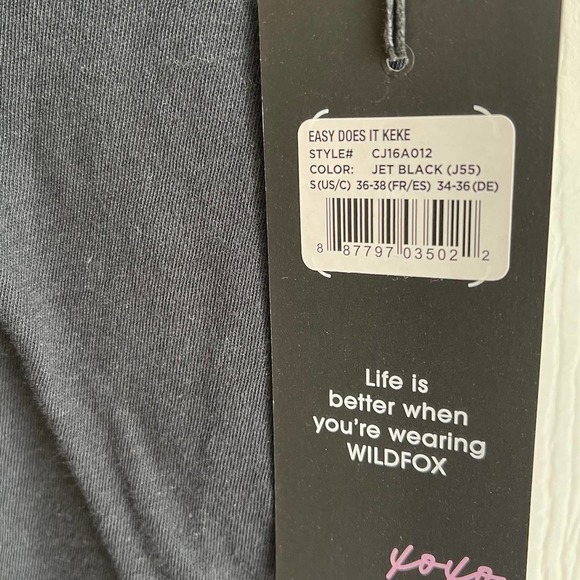 EASY DOES IT KEKE
STYLE# CJ16A012
COLOR: JET BLACK (J55)
S(US/C) 36-38(FR/ES) 34-36(DE)
8 87797 03502 2
Life is
better when
you're wearing
WILDFOX
xoxo